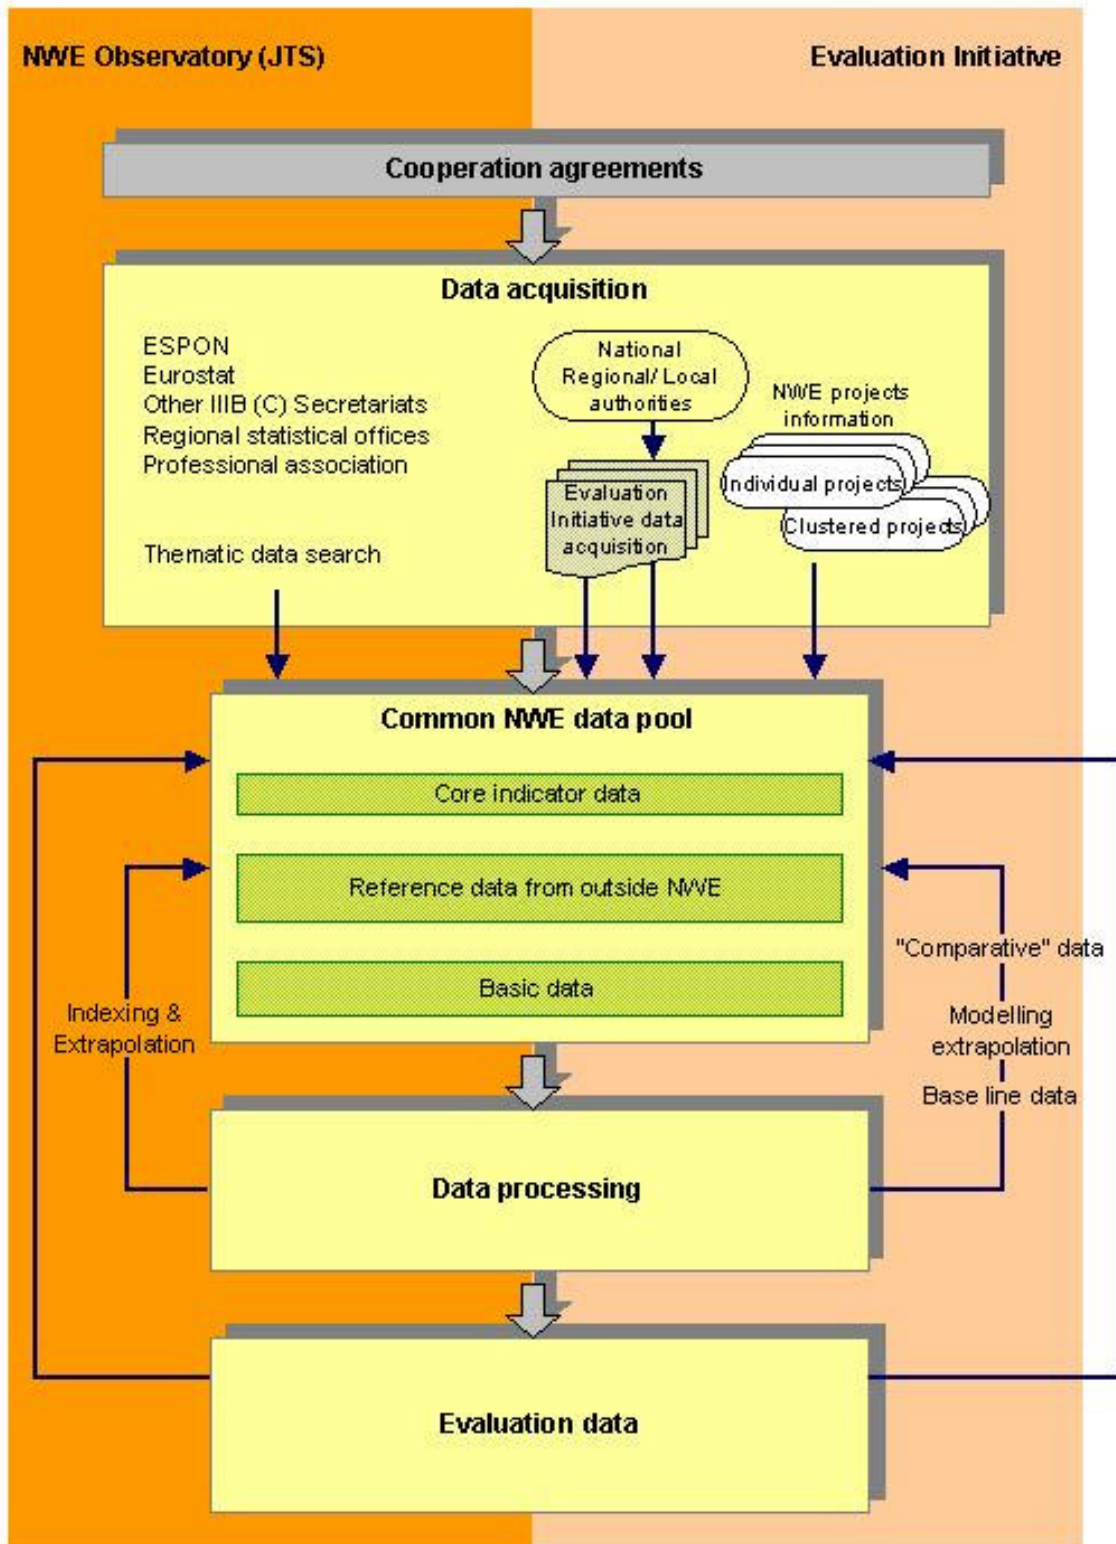 NWE Observatory (JTS)
Evaluation Initiative
Cooperation agreements
Data acquisition
ESPON
Eurostat
Other IIIB (C) Secretariats
Regional statistical offices
Professional association
Thematic data search
National
Regional/ Local
authorities
Evaluation
Initiative data
acquisition
NWE projects
information
Individual projects
Clustered projects
Common NWE data pool
Core indicator data
Reference data from outside NWE
Basic data
Indexing &
Extrapolation
"Comparative" data
Modelling
extrapolation
Base line data
Data processing
Evaluation data